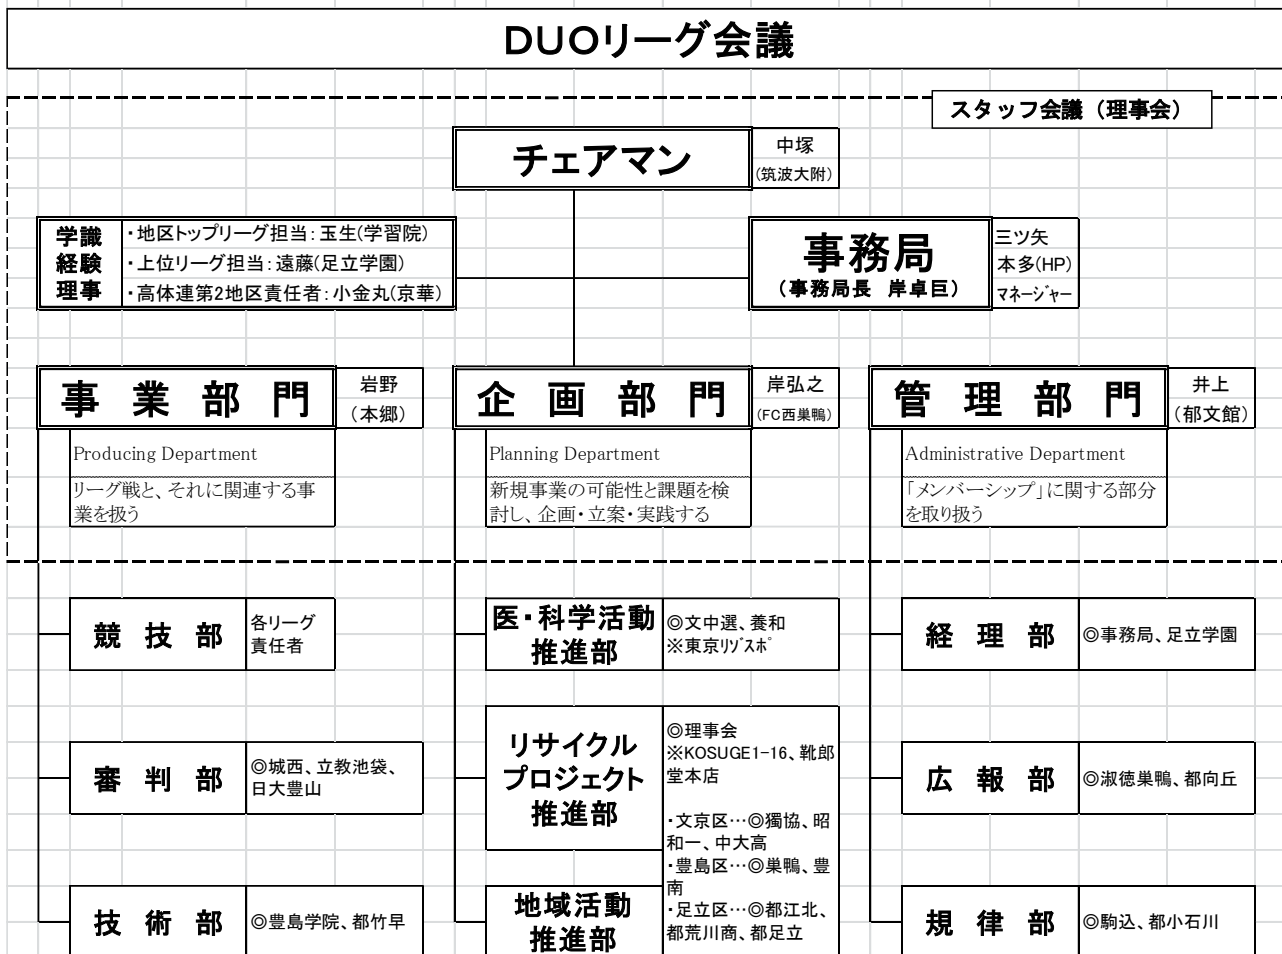 DUOリーグ会議
スタッフ会議（理事会）
チェアマン
中塚
(筑波大附)
学識
経験
理事
・地区トップリーグ担当：玉生(学習院)
・上位リーグ担当：遠藤(足立学園)
・高体連第2地区責任者：小金丸(京華)
事務局
（事務局長 岸卓巨）
三ツ矢
本多(HP)
マネージャー
事業部門
岩野
（本郷）
Producing Department
リーグ戦と、それに関連する事
業を扱う
企画部門
岸弘之
(FC西巣鴨)
Planning Department
新規事業の可能性と課題を検
討し、企画・立案・実践する
管理部門
井上
（郁文館）
Administrative Department
「メンバーシップ」に関する部分
を取り扱う
競技部
各リーグ
責任者
審判部
◎城西、立教池袋、
日大豊山
技術部
◎豊島学院、都竹早
医・科学活動
推進部
◎文中選、養和
※東京リゾスポ
リサイクル
プロジェクト
推進部
地域活動
推進部
◎理事会
※KOSUGE1-16、靴郎
堂本店
・文京区…◎獨協、昭
和一、中大高
・豊島区…◎巣鴨、豊
南
・足立区…◎都江北、
都荒川商、都足立
経理部
◎事務局、足立学園
広報部
◎淑徳巣鴨、都向丘
規律部
◎駒込、都小石川